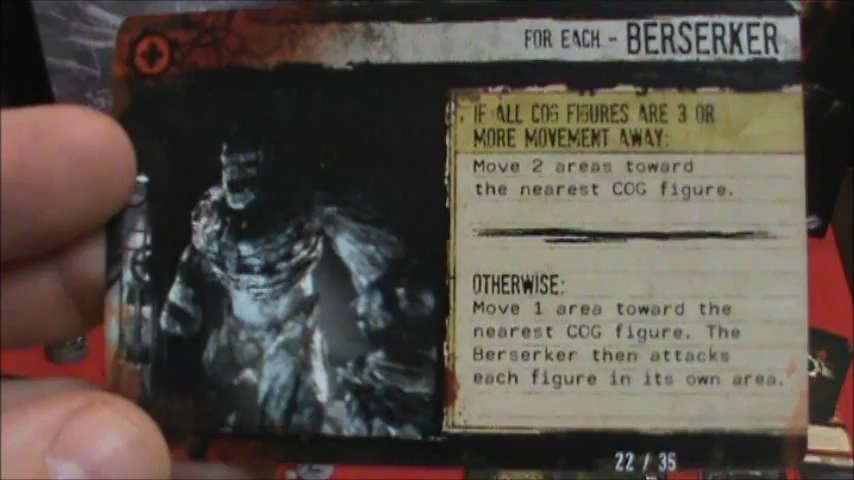 FOR EACH - BERSERKER
IF ALL COG FIGURES ARE 3 OR
MORE MOVEMENT AWAY:
Move 2 areas toward
the nearest COG figure.
OTHERWISE:
Move 1 area toward the
nearest COG figure. The
Berserker then attacks
each figure in its own area.
22 / 35